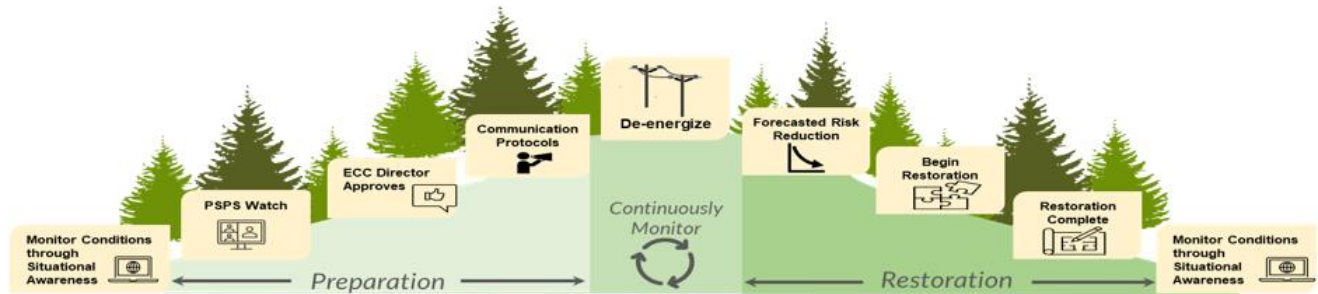 Monitor Conditions
through
Situational
Awareness
PSPS Watch
ECC Director
Approves
Communication
Protocols
De-energize
Forecasted Risk
Reduction
Begin
Restoration
Restoration
Complete
Monitor Conditions
through
Situational
Awareness
Preparation
Continuously
Monitor
Restoration